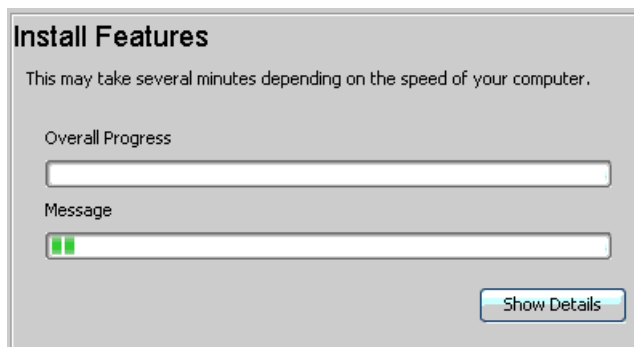 Install Features
This may take several minutes depending on the speed of your computer.
Overall Progress
Message
Show Details